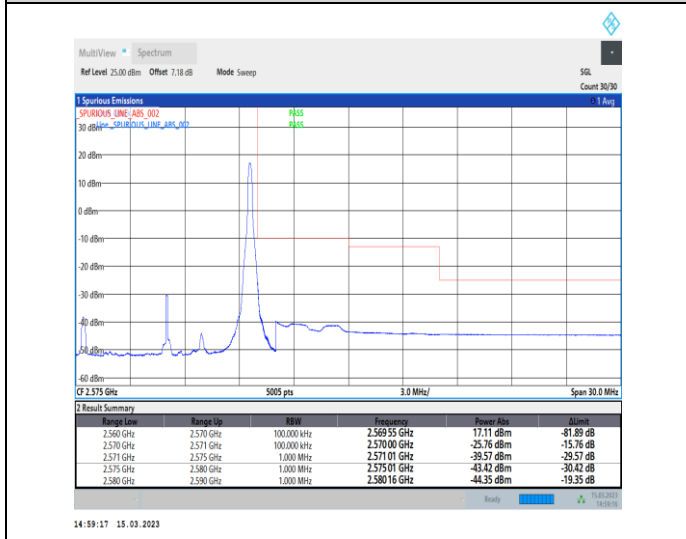 MultiView Spectrum
Ref Level 25.00 dBm Offset 7.18 dB Mode Sweep SGL
Count 30/30
1 Spurious Emissions 1 Avg
_SPURIOUS_LINE_ABS_002 PASS
30 dBm Line _SPURIOUS_LINE_ABS_002 PASS
20 dBm
10 dBm
0 dBm
-10 dBm
-20 dBm
-30 dBm
-40 dBm
-50 dBm
-60 dBm
CF 2.575 GHz 5005 pts 3.0 MHz/ Span 30.0 MHz
2 Result Summary
Range Low Range Up RBW Frequency Power Abs ΔLimit
2.560 GHz 2.570 GHz 100.000 kHz 2.569 55 GHz 17.11 dBm -81.89 dB
2.570 GHz 2.571 GHz 100.000 kHz 2.570 00 GHz -25.76 dBm -15.76 dB
2.571 GHz 2.575 GHz 1.000 MHz 2.571 01 GHz -39.57 dBm -29.57 dB
2.575 GHz 2.580 GHz 1.000 MHz 2.575 01 GHz -43.42 dBm -30.42 dB
2.580 GHz 2.590 GHz 1.000 MHz 2.580 16 GHz -44.35 dBm -19.35 dB
Ready 15.03.2023
14:59:16
14:59:17 15.03.2023